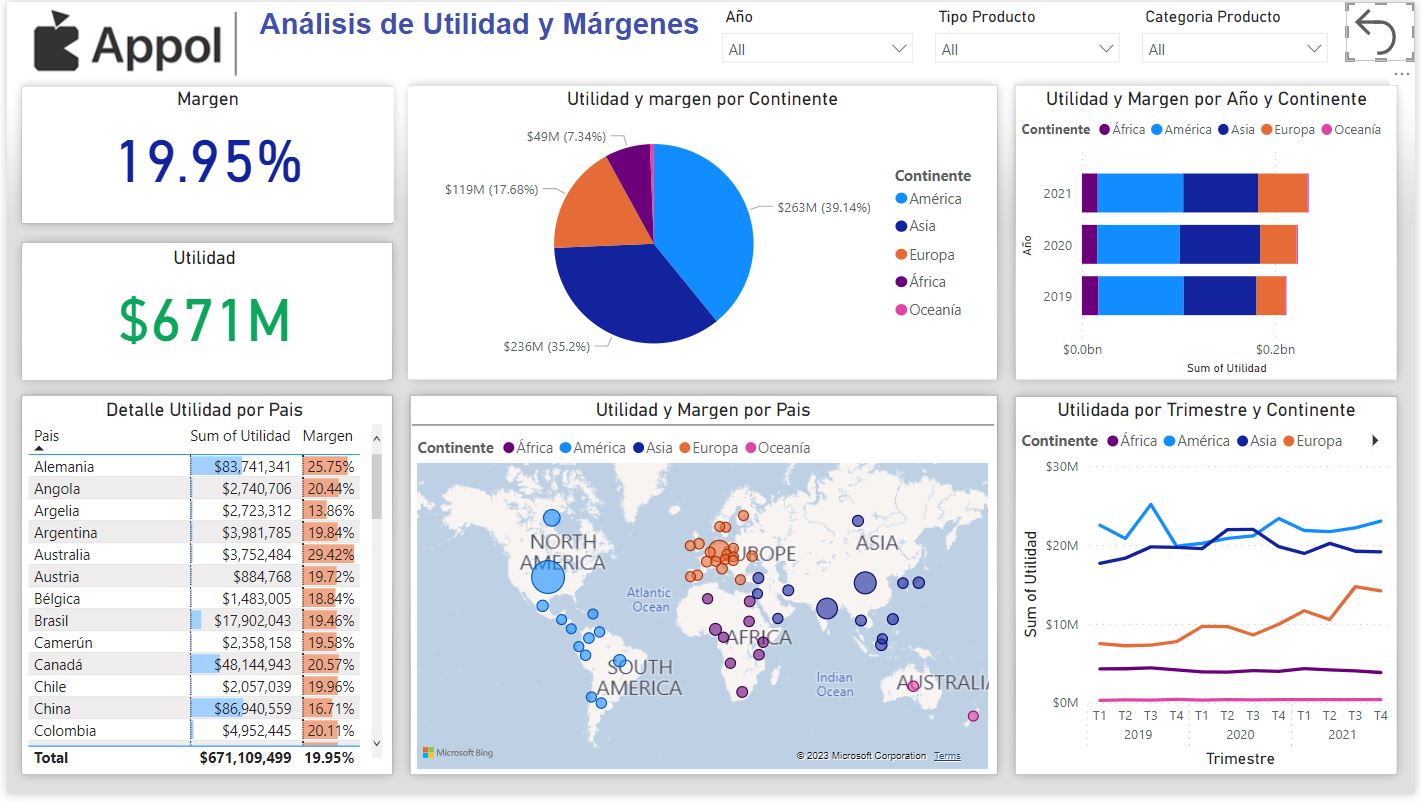 Appol
Análisis de Utilidad y Márgenes
Año
All
Tipo Producto
All
Categoria Producto
All
Margen
19.95%
Utilidad
$671M
Utilidad y margen por Continente
$49M (7.34%)
$119M (17.68%)
$263M (39.14%)
$236M (35.2%)
Continente
América
Asia
Europa
África
Oceanía
Utilidad y Margen por Año y Continente
Continente África América Asia Europa Oceanía
Año
2021
2020
2019
$0.0bn $0.2bn
Sum of Utilidad
Detalle Utilidad por Pais
Pais Sum of Utilidad Margen
Alemania $83,741,341 25.75%
Angola $2,740,706 20.44%
Argelia $2,723,312 13.86%
Argentina $3,981,785 19.84%
Australia $3,752,484 29.42%
Austria $884,768 19.72%
Bélgica $1,483,005 18.84%
Brasil $17,902,043 19.46%
Camerún $2,358,158 19.58%
Canadá $48,144,943 20.57%
Chile $2,057,039 19.96%
China $86,940,559 16.71%
Colombia $4,952,445 20.11%
Total $671,109,499 19.95%
Utilidad y Margen por Pais
Continente África América Asia Europa Oceanía
NORTH
AMERICA
EUROPE
ASIA
Atlantic
Ocean
AFRICA
SOUTH
AMERICA
Indian
Ocean
AUSTRALIA
Microsoft Bing
© 2023 Microsoft Corporation Terms
Utilidada por Trimestre y Continente
Continente África América Asia Europa
Sum of Utilidad
$30M
$20M
$10M
$0M
T1 T2 T3 T4 T1 T2 T3 T4 T1 T2 T3 T4
2019 2020 2021
Trimestre